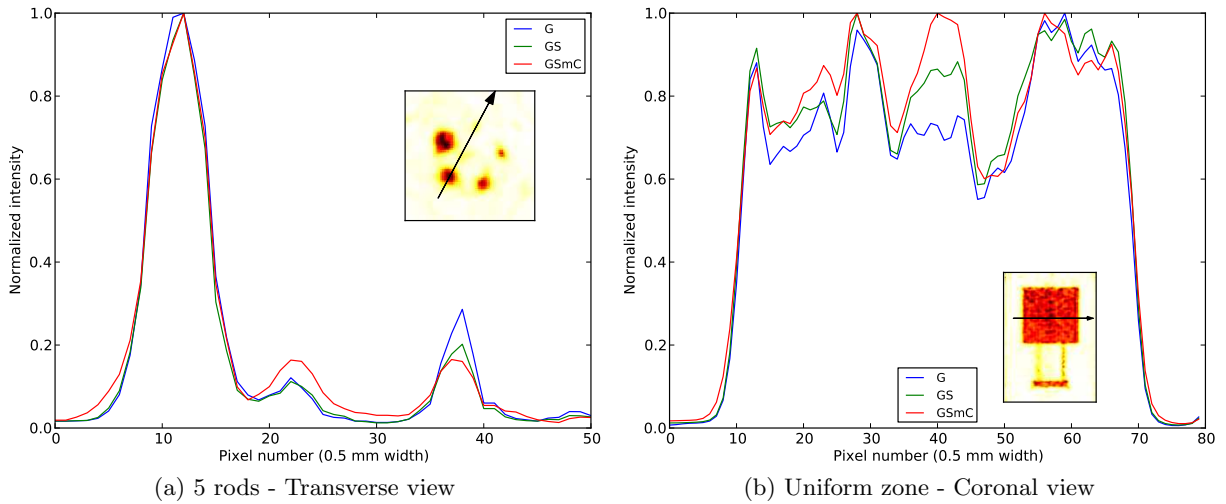 1.0
0.8
0.6
0.4
0.2
0.0
Normalized intensity
G
GS
GSmC
0 10 20 30 40 50
Pixel number (0.5 mm width)
(a) 5 rods - Transverse view
1.0
0.8
0.6
0.4
0.2
0.0
Normalized intensity
G
GS
GSmC
0 10 20 30 40 50 60 70 80
Pixel number (0.5 mm width)
(b) Uniform zone - Coronal view